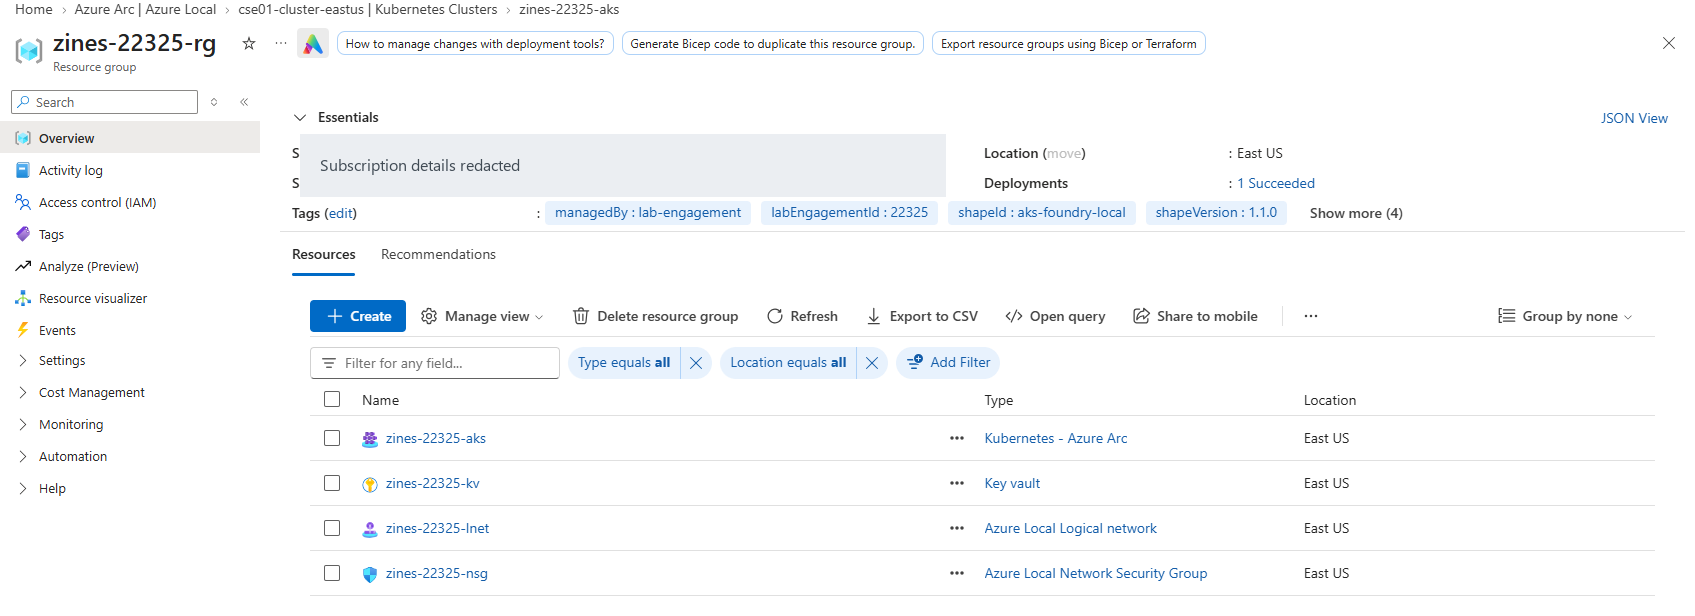 Home > Azure Arc | Azure Local > cse01-cluster-eastus | Kubernetes Clusters > zines-22325-aks
zines-22325-rg
Resource group
How to manage changes with deployment tools?
Generate Bicep code to duplicate this resource group.
Export resource groups using Bicep or Terraform
Search
Overview
Activity log
Access control (IAM)
Tags
Analyze (Preview)
Resource visualizer
Events
Settings
Cost Management
Monitoring
Automation
Help
Essentials
JSON View
S
Subscription details redacted
S
Location (move) : East US
Deployments : 1 Succeeded
Tags (edit) : managedBy : lab-engagement labEngagementId : 22325 shapeId : aks-foundry-local shapeVersion : 1.1.0 Show more (4)
Resources Recommendations
Create Manage view Delete resource group Refresh Export to CSV Open query Share to mobile ... Group by none
Filter for any field... Type equals all Location equals all Add Filter
Name Type Location
zines-22325-aks ... Kubernetes - Azure Arc East US
zines-22325-kv ... Key vault East US
zines-22325-lnet ... Azure Local Logical network East US
zines-22325-nsg ... Azure Local Network Security Group East US